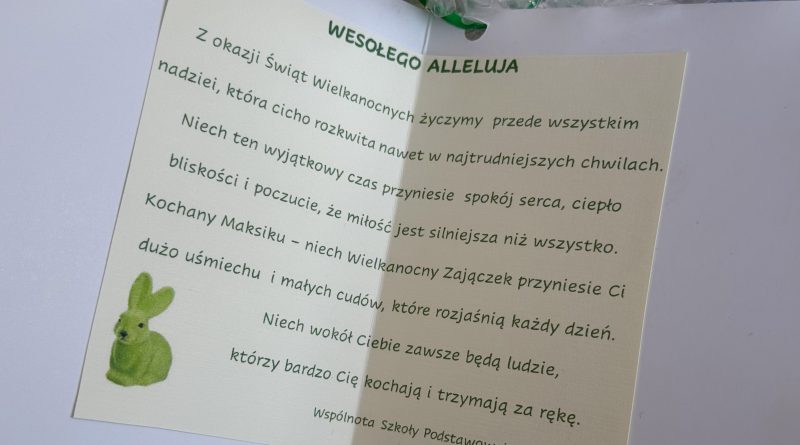 WESOŁEGO ALLELUJA
Z okazji Świąt Wielkanocnych życzymy przede wszystkim
nadziei, która cicho rozkwita nawet w najtrudniejszych chwilach.
Niech ten wyjątkowy czas przyniesie spokój serca, ciepło
bliskości i poczucie, że miłość jest silniejsza niż wszystko.
Kochany Maksiku – niech Wielkanocny Zajączek przyniesie Ci
dużo uśmiechu i małych cudów, które rozjaśnią każdy dzień.
Niech wokół Ciebie zawsze będą ludzie,
którzy bardzo Cię kochają i trzymają za rękę.
Wspólnota Szkoły